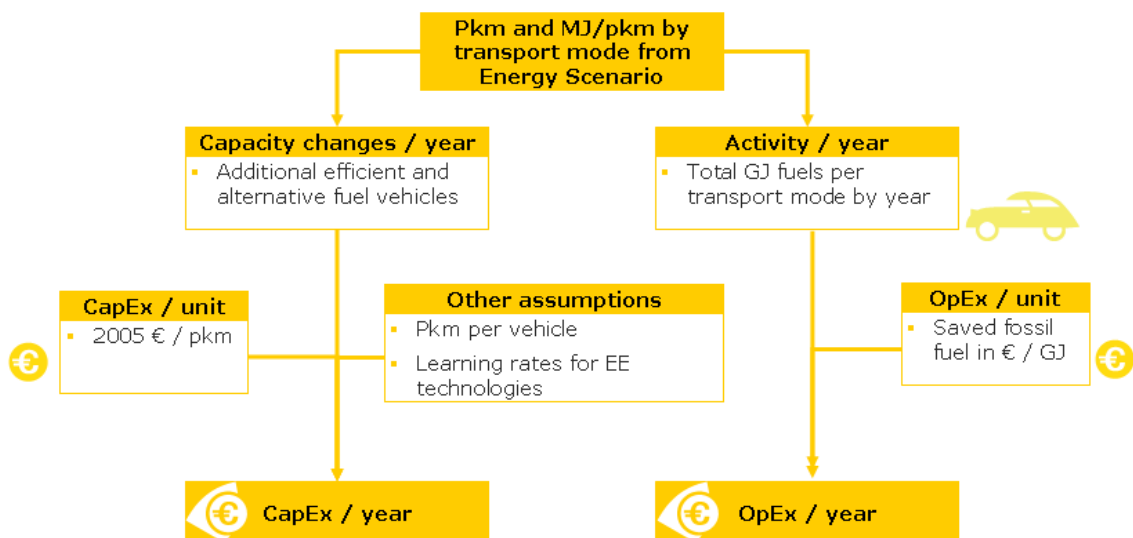 Pkm and MJ/pkm by
transport mode from
Energy Scenario
Capacity changes / year
▪ Additional efficient and
alternative fuel vehicles
Activity / year
▪ Total GJ fuels per
transport mode by year
CapEx / unit
▪ 2005 € / pkm
€
Other assumptions
▪ Pkm per vehicle
▪ Learning rates for EE
technologies
OpEx / unit
▪ Saved fossil
fuel in € / GJ
€
€ CapEx / year
€ OpEx / year